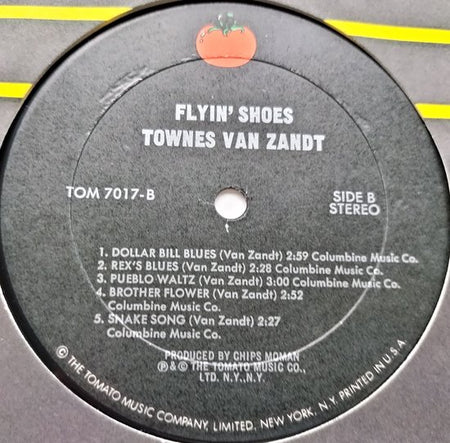 FLYIN' SHOES
TOWNES VAN ZANDT
TOM 7017-B
SIDE B
STEREO
1. DOLLAR BILL BLUES (Van Zandt) 2:59 Columbine Music Co.
2. REX'S BLUES (Van Zandt) 2:28 Columbine Music Co.
3. PUEBLO WALTZ (Van Zandt) 3:00 Columbine Music Co.
4. BROTHER FLOWER (Van Zandt) 2:52
Columbine Music Co.
5. SNAKE SONG (Van Zandt) 2:27
Columbine Music Co.
PRODUCED BY CHIPS MOMAN
℗ & © THE TOMATO MUSIC CO.,
LTD. N.Y., N.Y.
© THE TOMATO MUSIC COMPANY, LIMITED, NEW YORK, N.Y. PRINTED IN U.S.A.